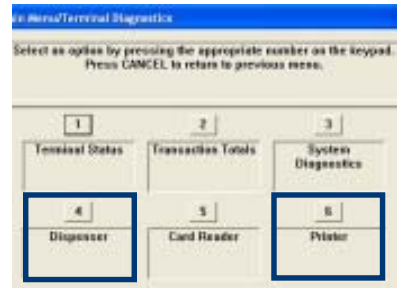 in Menu/Terminal Diagnostics
Select an option by pressing the appropriate number on the keypad.
Press CANCEL to return to previous menu.
1 2 3
Terminal Status Transaction Totals System
Diagnostics
4 5 6
Dispenser Card Reader Printer